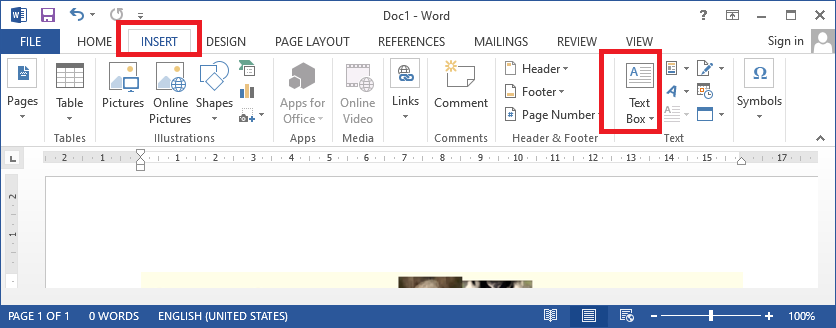 Doc1 - Word
FILE HOME INSERT DESIGN PAGE LAYOUT REFERENCES MAILINGS REVIEW VIEW Sign in
Pages
Table
Pictures
Online
Pictures
Shapes
Apps for
Office
Online
Video
Links
Comment
Header
Footer
Page Number
Text
Box
Symbols
Tables Illustrations Apps Media Comments Header & Footer Text
2 1 1 2 3 4 5 6 7 8 9 10 11 12 13 14 15 17
2
1
PAGE 1 OF 1 0 WORDS ENGLISH (UNITED STATES) 100%